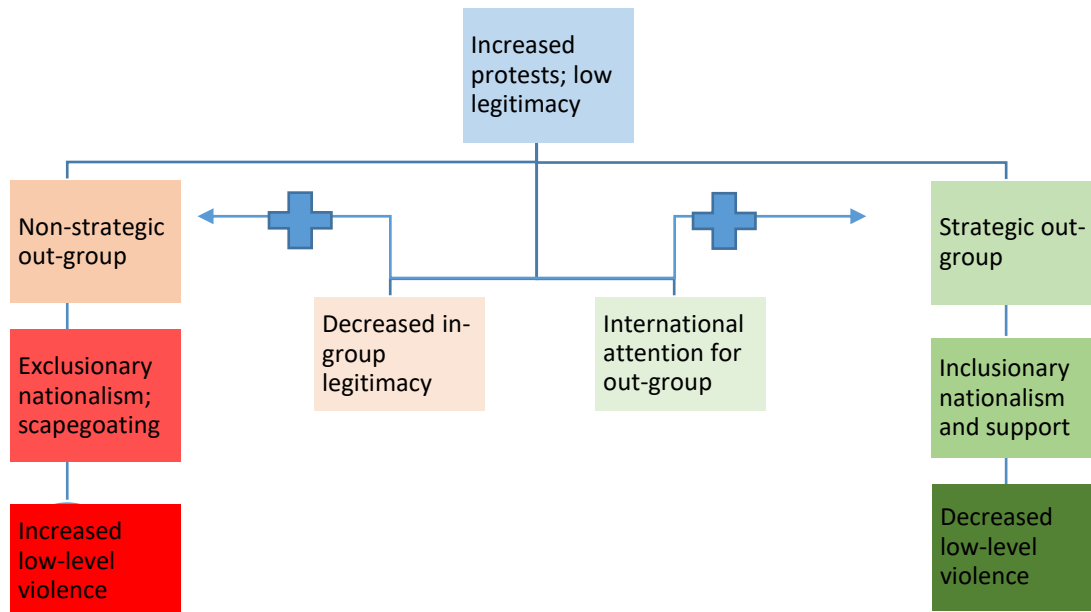 Increased
protests; low
legitimacy
Non-strategic
out-group
Strategic out-
group
Decreased in-
group
legitimacy
International
attention for
out-group
Exclusionary
nationalism;
scapegoating
Inclusionary
nationalism
and support
Increased
low-level
violence
Decreased
low-level
violence